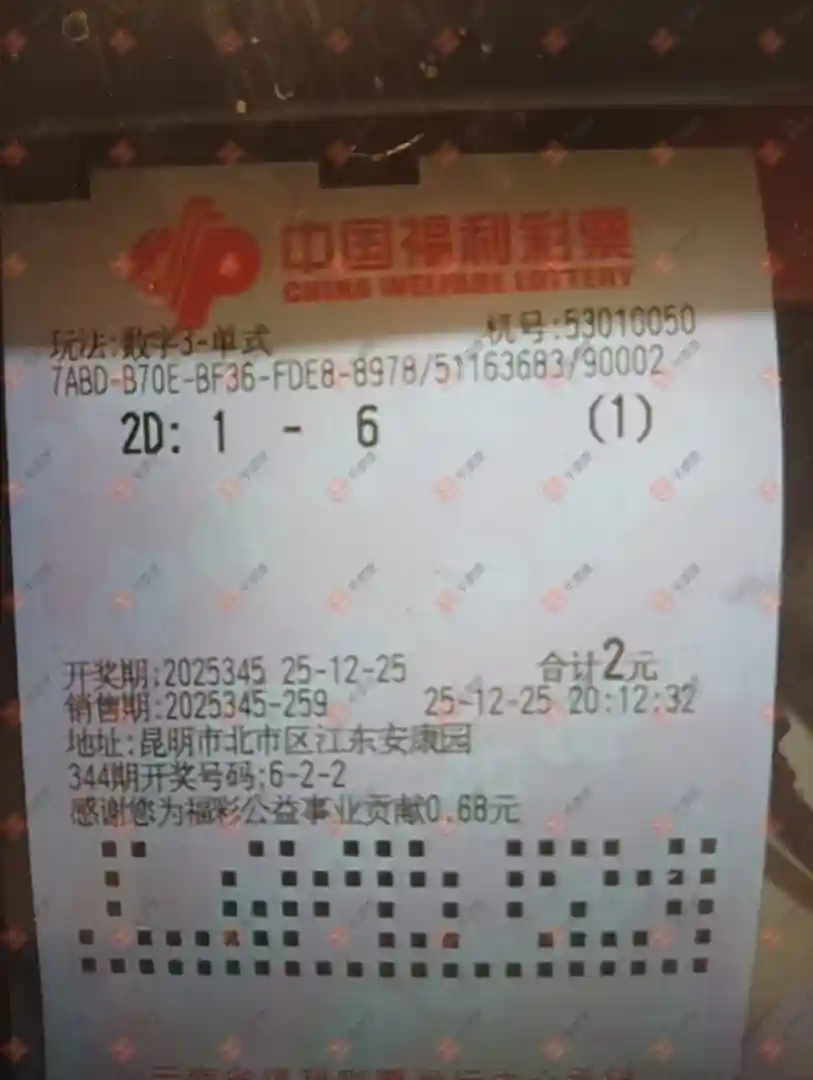 中国福利彩票
CHINA WELFARE LOTTERY
玩法:数字3-单式 机号:53010050
7ABD-B70E-BF36-FDE8-8978/51163683/90002
2D: 1 - 6 (1)
开奖期:2025345 25-12-25 合计2元
销售期:2025345-259 25-12-25 20:12:32
地址:昆明市北市区江东安康园
344期开奖号码:6-2-2
感谢您为福彩公益事业贡献0.68元